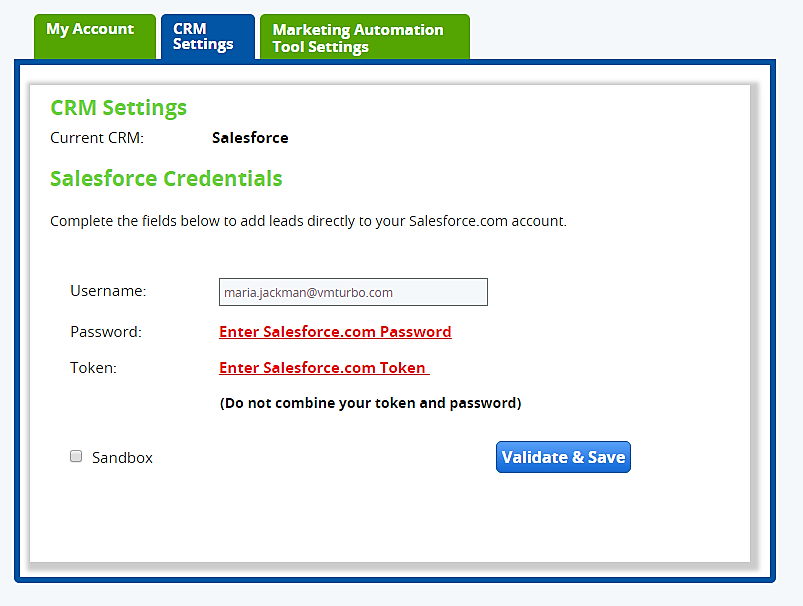 My Account
CRM
Settings
Marketing Automation
Tool Settings
CRM Settings
Current CRM: Salesforce
Salesforce Credentials
Complete the fields below to add leads directly to your Salesforce.com account.
Username: maria.jackman@vmturbo.com
Password: Enter Salesforce.com Password
Token: Enter Salesforce.com Token
(Do not combine your token and password)
Sandbox Validate & Save